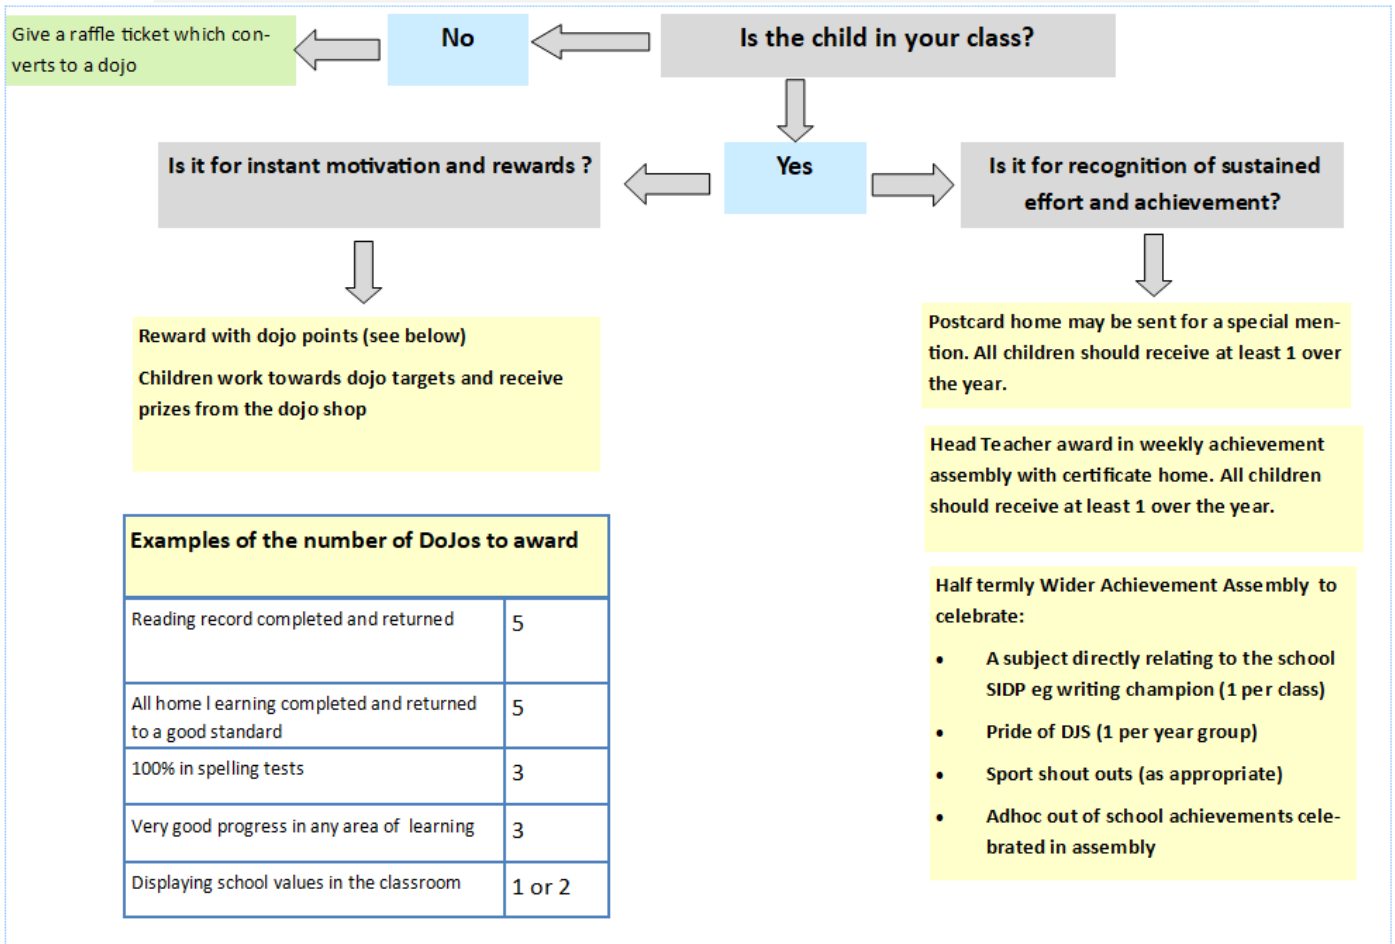 Give a raffle ticket which con-
verts to a dojo
No
Is the child in your class?
Is it for instant motivation and rewards ?
Yes
Is it for recognition of sustained
effort and achievement?
Reward with dojo points (see below)
Children work towards dojo targets and receive
prizes from the dojo shop
Postcard home may be sent for a special men-
tion. All children should receive at least 1 over
the year.
Head Teacher award in weekly achievement
assembly with certificate home. All children
should receive at least 1 over the year.
Examples of the number of DoJos to award
Reading record completed and returned 5
All home l earning completed and returned
to a good standard 5
100% in spelling tests 3
Very good progress in any area of learning 3
Displaying school values in the classroom 1 or 2
Half termly Wider Achievement Assembly to
celebrate:
• A subject directly relating to the school
SIDP eg writing champion (1 per class)
• Pride of DJS (1 per year group)
• Sport shout outs (as appropriate)
• Adhoc out of school achievements cele-
brated in assembly